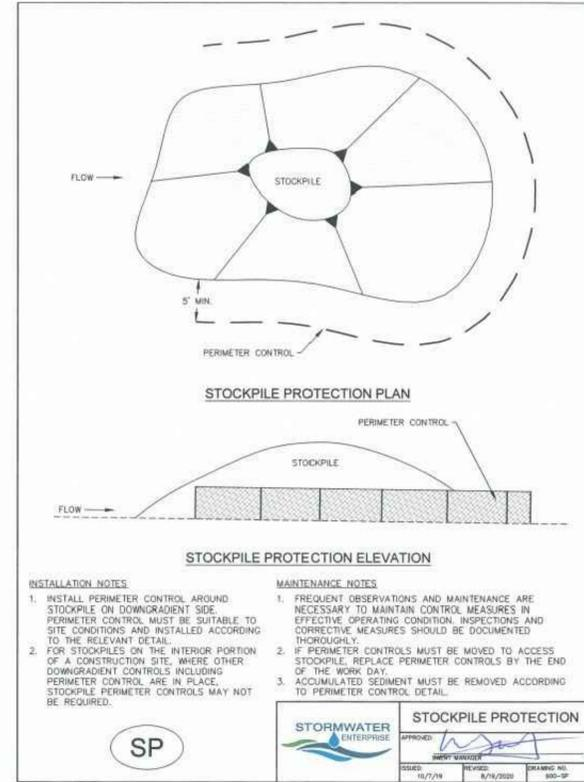 FLOW
STOCKPILE
5' MIN.
PERIMETER CONTROL
STOCKPILE PROTECTION PLAN
PERIMETER CONTROL
STOCKPILE
FLOW
STOCKPILE PROTECTION ELEVATION
INSTALLATION NOTES
1. INSTALL PERIMETER CONTROL AROUND
STOCKPILE ON DOWNGRADIENT SIDE.
PERIMETER CONTROL MUST BE SUITABLE TO
SITE CONDITIONS AND INSTALLED ACCORDING
TO THE RELEVANT DETAIL.
2. FOR STOCKPILES ON THE INTERIOR PORTION
OF A CONSTRUCTION SITE, WHERE OTHER
DOWNGRADIENT CONTROLS INCLUDING
PERIMETER CONTROL ARE IN PLACE,
STOCKPILE PERIMETER CONTROLS MAY NOT
BE REQUIRED.
MAINTENANCE NOTES
1. FREQUENT OBSERVATIONS AND MAINTENANCE ARE
NECESSARY TO MAINTAIN CONTROL MEASURES IN
EFFECTIVE OPERATING CONDITION. INSPECTIONS AND
CORRECTIVE MEASURES SHOULD BE DOCUMENTED
THOROUGHLY.
2. IF PERIMETER CONTROLS MUST BE MOVED TO ACCESS
STOCKPILE, REPLACE PERIMETER CONTROLS BY THE END
OF THE WORK DAY.
3. ACCUMULATED SEDIMENT MUST BE REMOVED ACCORDING
TO PERIMETER CONTROL DETAIL.
SP
STORMWATER
ENTERPRISE
STOCKPILE PROTECTION
APPROVED:
MANAGER
ISSUED:
10/7/19
REVISED:
8/19/2020
DRAWING NO.
900-SP